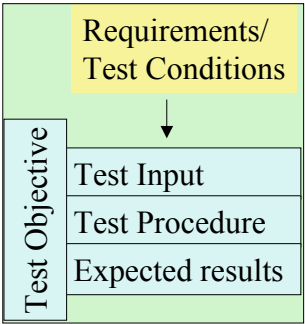 Requirements/
Test Conditions
Test Objective
Test Input
Test Procedure
Expected results